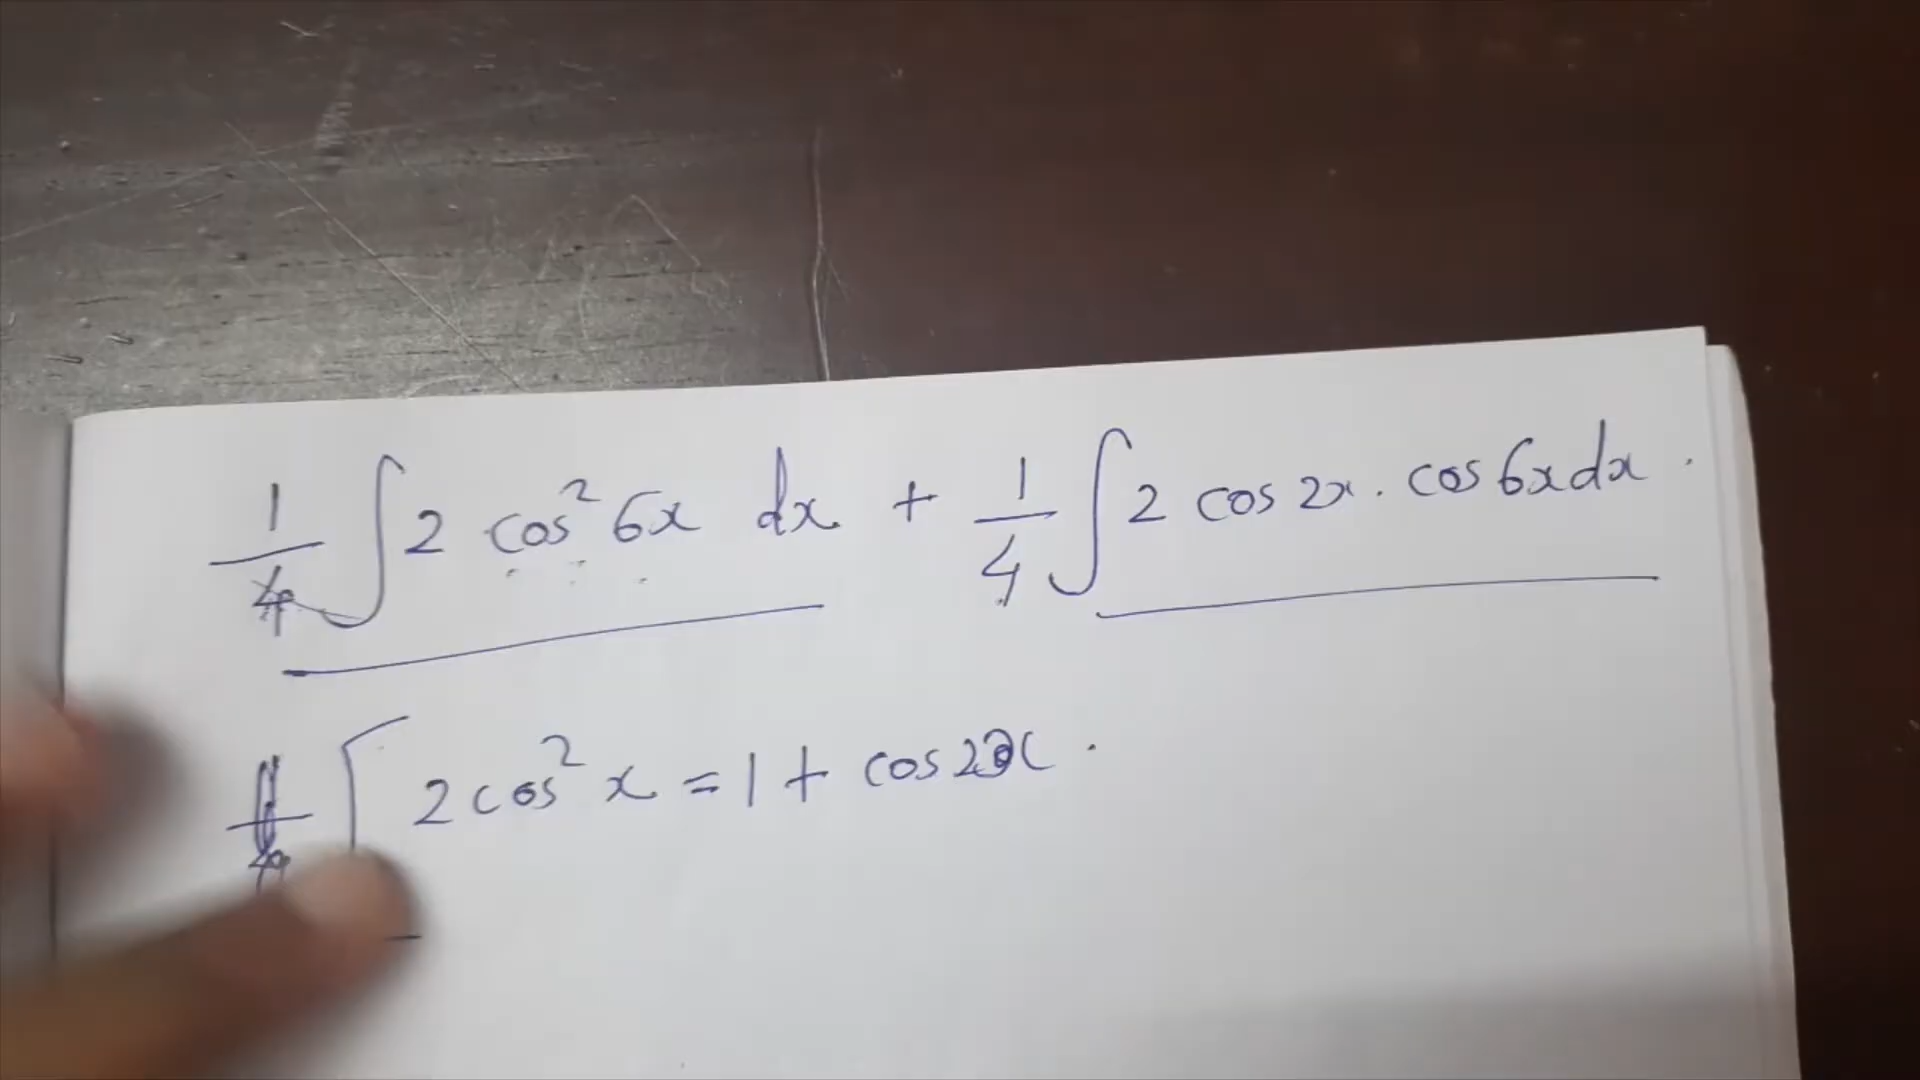 1/4 ∫ 2 cos² 6x dx + 1/4 ∫ 2 cos 2x . cos 6x dx .
2 cos² x = 1 + cos 2x .